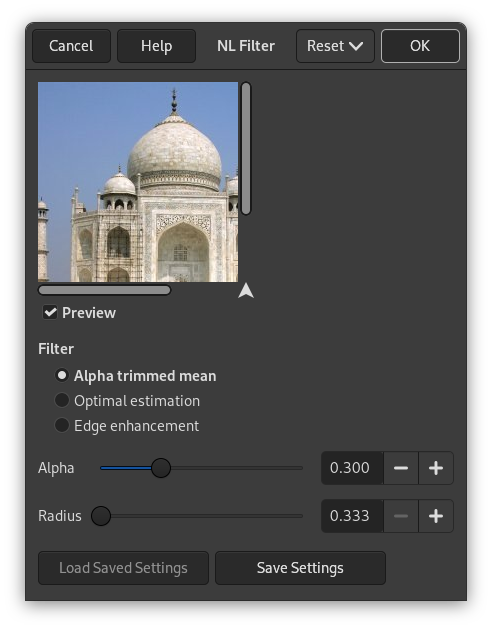 Cancel Help NL Filter Reset OK
Preview
Filter
Alpha trimmed mean
Optimal estimation
Edge enhancement
Alpha 0.300
Radius 0.333
Load Saved Settings Save Settings